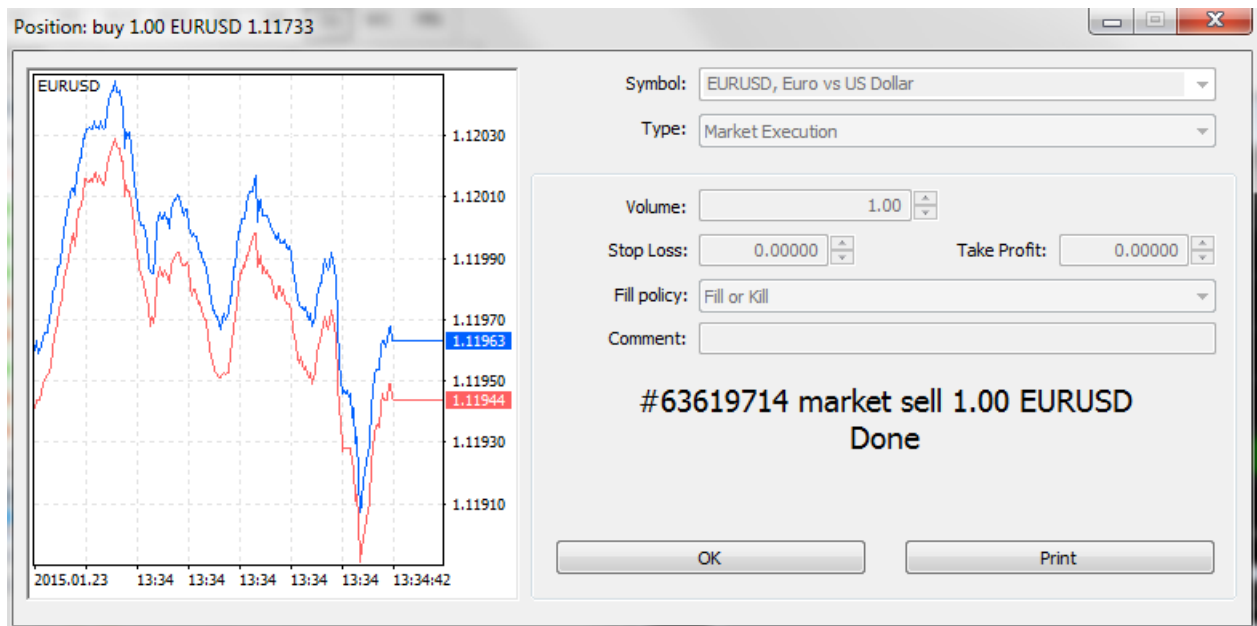 Position: buy 1.00 EURUSD 1.11733
EURUSD
1.12030
1.12010
1.11990
1.11970
1.11963
1.11950
1.11944
1.11930
1.11910
2015.01.23 13:34 13:34 13:34 13:34 13:34 13:34:42
Symbol: EURUSD, Euro vs US Dollar
Type: Market Execution
Volume: 1.00
Stop Loss: 0.00000 Take Profit: 0.00000
Fill policy: Fill or Kill
Comment:
#63619714 market sell 1.00 EURUSD
Done
OK Print